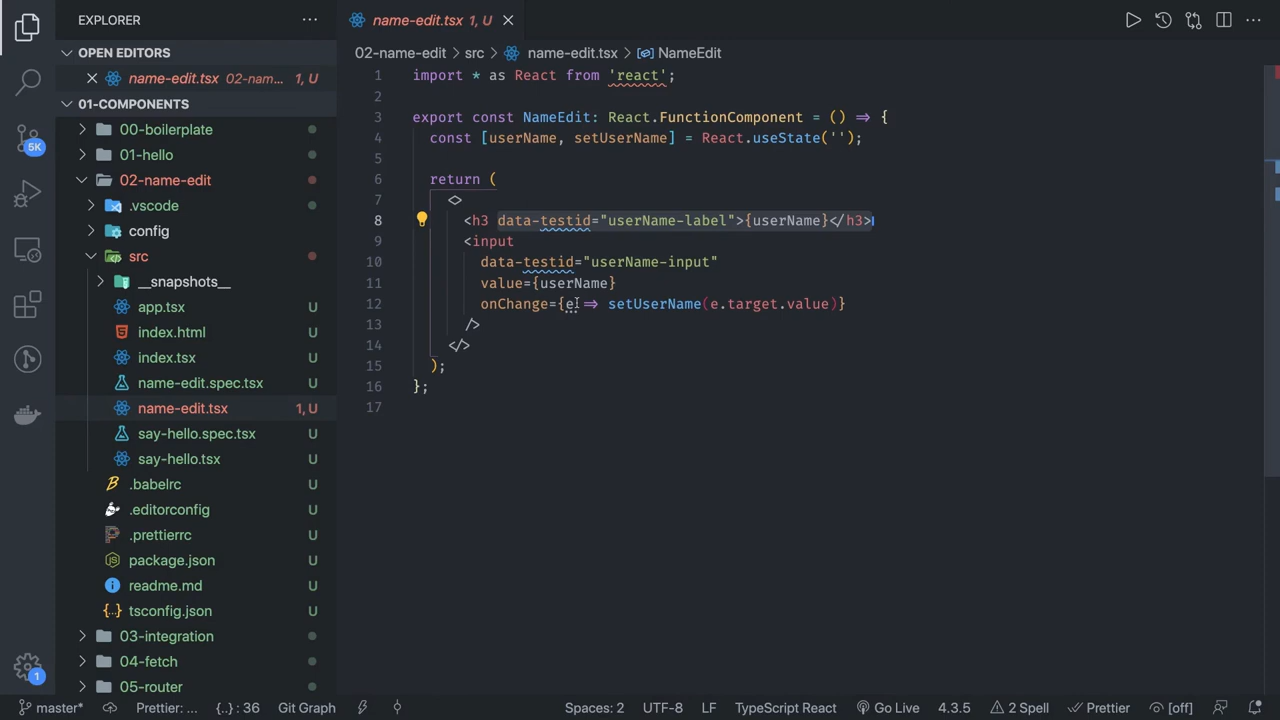 EXPLORER
OPEN EDITORS
name-edit.tsx 02-nam... 1, U
01-COMPONENTS
00-boilerplate
01-hello
02-name-edit
.vscode
config
src
__snapshots__
app.tsx U
index.html U
index.tsx U
name-edit.spec.tsx U
name-edit.tsx 1, U
say-hello.spec.tsx U
say-hello.tsx U
.babelrc U
.editorconfig U
.prettierrc U
package.json U
readme.md U
tsconfig.json U
03-integration
04-fetch
05-router
5K
1
name-edit.tsx 1, U
02-name-edit > src > name-edit.tsx > NameEdit
1 import * as React from 'react';
2
3 export const NameEdit: React.FunctionComponent = () => {
4 const [userName, setUserName] = React.useState('');
5
6 return (
7 <>
8 <h3 data-testid="userName-label">{userName}</h3>
9 <input
10 data-testid="userName-input"
11 value={userName}
12 onChange={e => setUserName(e.target.value)}
13 />
14 </>
15 );
16 };
17
master* Prettier: ... {..} : 36 Git Graph Spaces: 2 UTF-8 LF TypeScript React Go Live 4.3.5 2 Spell Prettier [off]